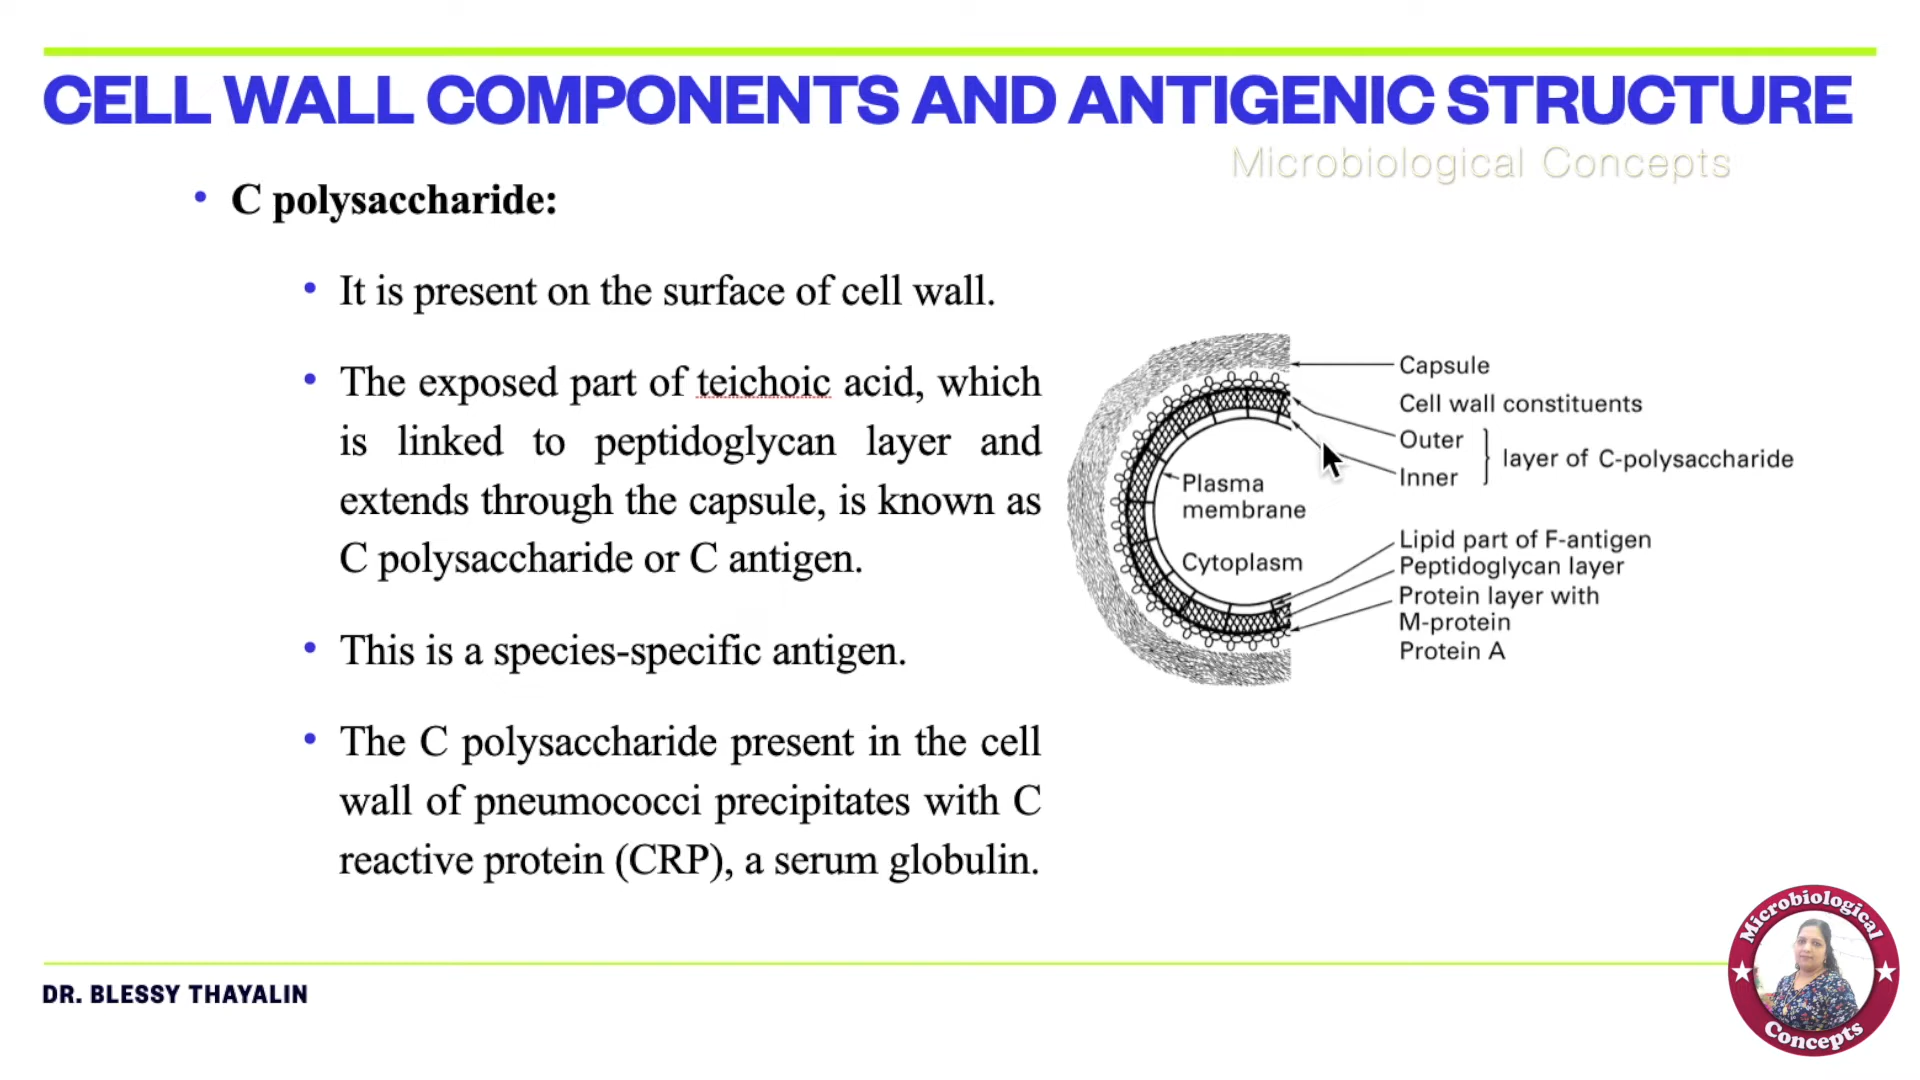 CELL WALL COMPONENTS AND ANTIGENIC STRUCTURE
Microbiological Concepts
• C polysaccharide:
• It is present on the surface of cell wall.
• The exposed part of teichoic acid, which
is linked to peptidoglycan layer and
extends through the capsule, is known as
C polysaccharide or C antigen.
• This is a species-specific antigen.
• The C polysaccharide present in the cell
wall of pneumococci precipitates with C
reactive protein (CRP), a serum globulin.
Capsule
Cell wall constituents
Outer
Inner
layer of C-polysaccharide
Plasma
membrane
Cytoplasm
Lipid part of F-antigen
Peptidoglycan layer
Protein layer with
M-protein
Protein A
DR. BLESSY THAYALIN
Microbiological
Concepts